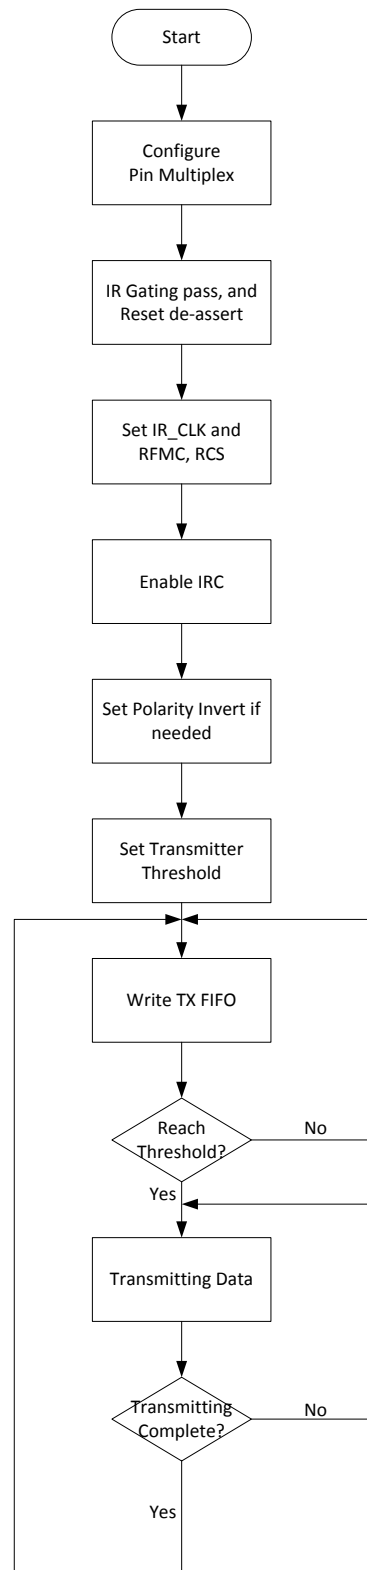 Start
Configure
Pin Multiplex
IR Gating pass, and
Reset de-assert
Set IR_CLK and
RFMC, RCS
Enable IRC
Set Polarity Invert if
needed
Set Transmitter
Threshold
Write TX FIFO
Reach
Threshold?
No
Yes
Transmitting Data
Transmitting
Complete?
No
Yes